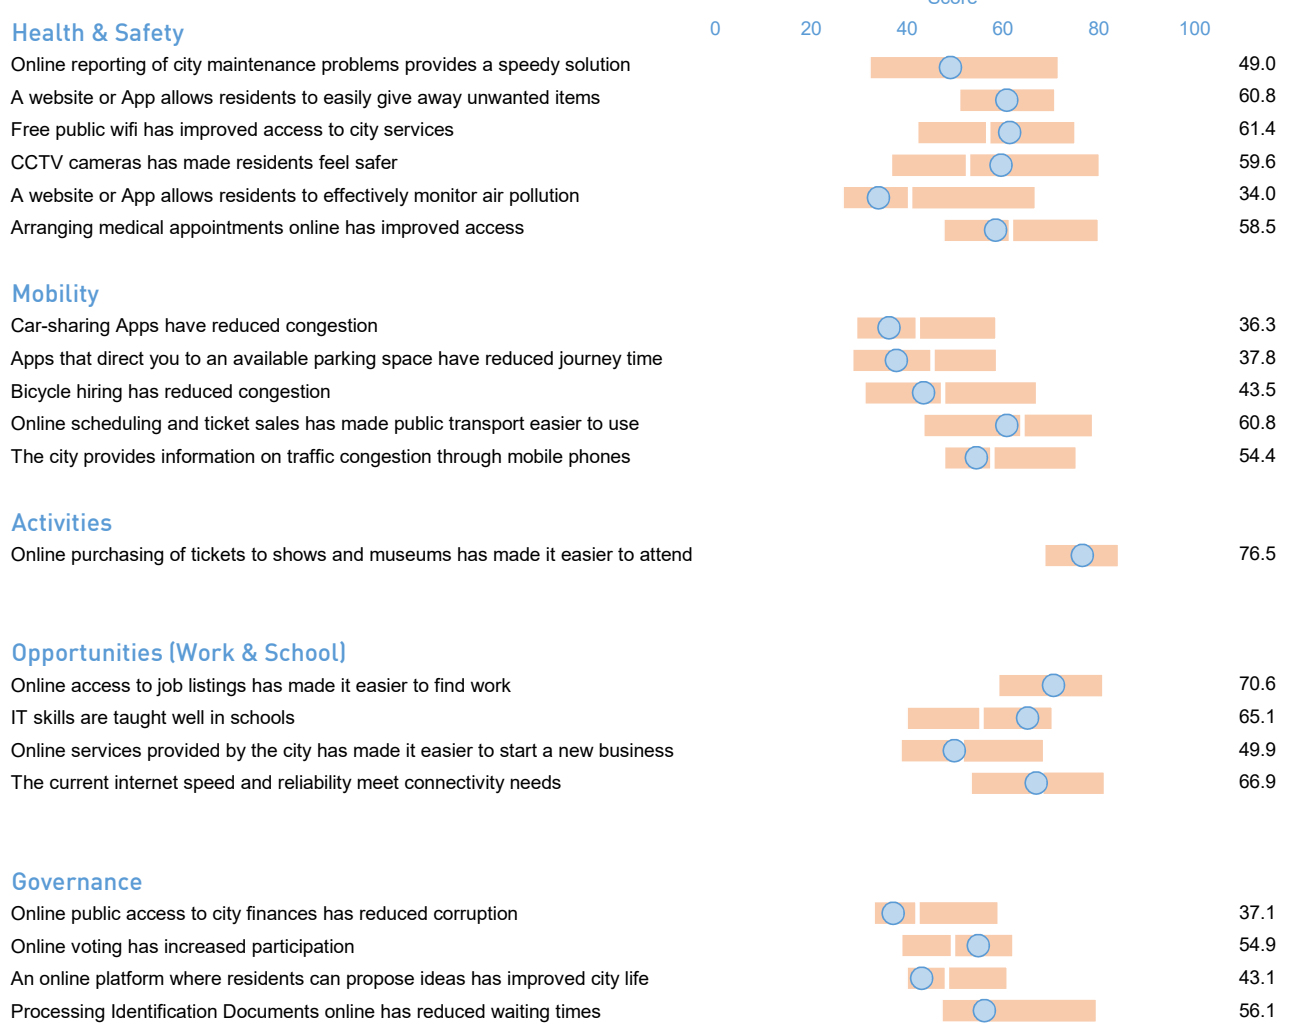 Score
Health & Safety 0 20 40 60 80 100
Online reporting of city maintenance problems provides a speedy solution 49.0
A website or App allows residents to easily give away unwanted items 60.8
Free public wifi has improved access to city services 61.4
CCTV cameras has made residents feel safer 59.6
A website or App allows residents to effectively monitor air pollution 34.0
Arranging medical appointments online has improved access 58.5
Mobility
Car-sharing Apps have reduced congestion 36.3
Apps that direct you to an available parking space have reduced journey time 37.8
Bicycle hiring has reduced congestion 43.5
Online scheduling and ticket sales has made public transport easier to use 60.8
The city provides information on traffic congestion through mobile phones 54.4
Activities
Online purchasing of tickets to shows and museums has made it easier to attend 76.5
Opportunities (Work & School)
Online access to job listings has made it easier to find work 70.6
IT skills are taught well in schools 65.1
Online services provided by the city has made it easier to start a new business 49.9
The current internet speed and reliability meet connectivity needs 66.9
Governance
Online public access to city finances has reduced corruption 37.1
Online voting has increased participation 54.9
An online platform where residents can propose ideas has improved city life 43.1
Processing Identification Documents online has reduced waiting times 56.1